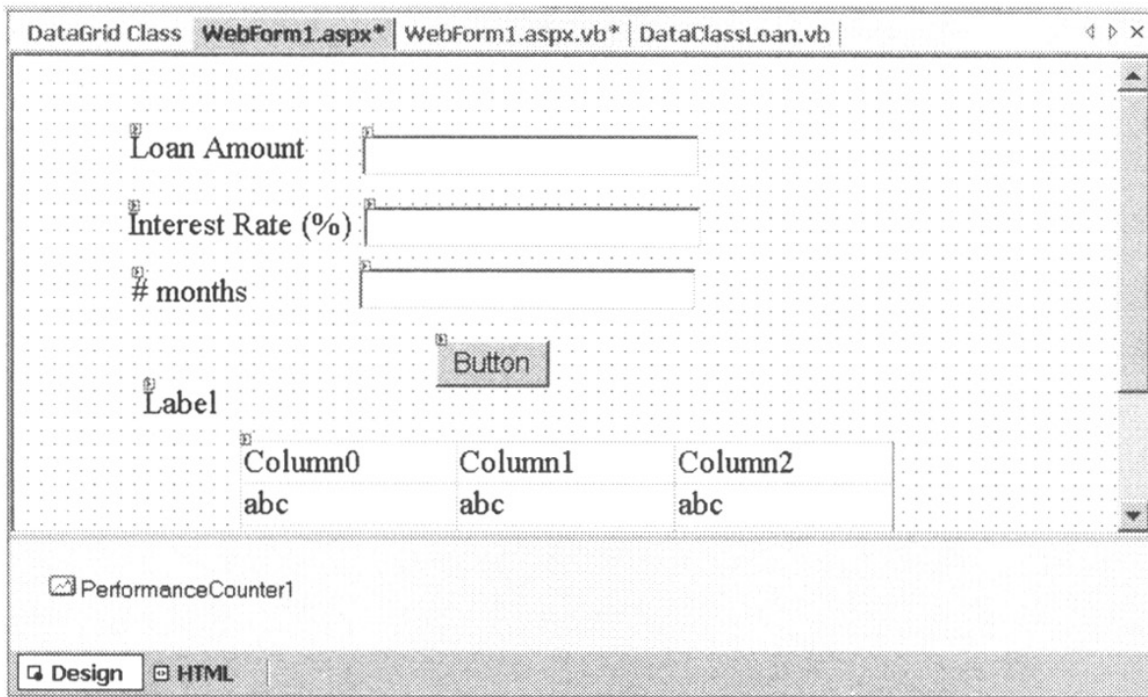 DataGrid Class WebForm1.aspx* WebForm1.aspx.vb* DataClassLoan.vb
Loan Amount
Interest Rate (%)
# months
Button
Label
Column0 Column1 Column2
abc abc abc
PerformanceCounter1
Design HTML